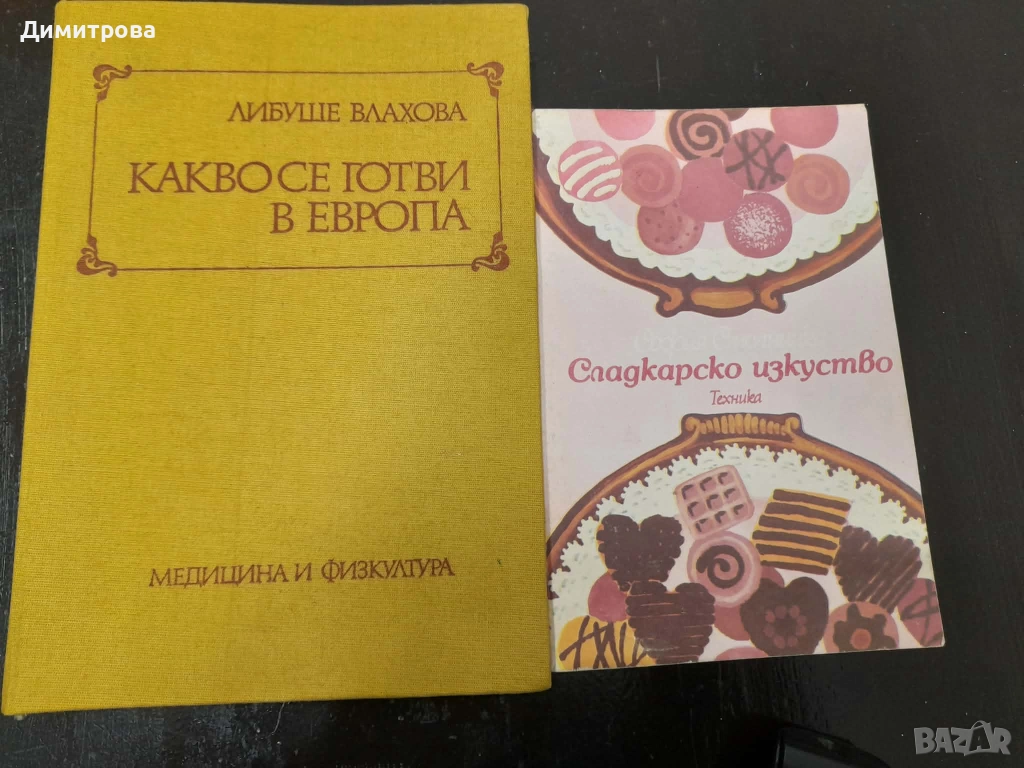 Димитрова
ЛИБУШЕ ВЛАХОВА
КАКВО СЕ ГОТВИ
В ЕВРОПА
МЕДИЦИНА И ФИЗКУЛТУРА
Сладкарско изкуство
Техника
BAZAR